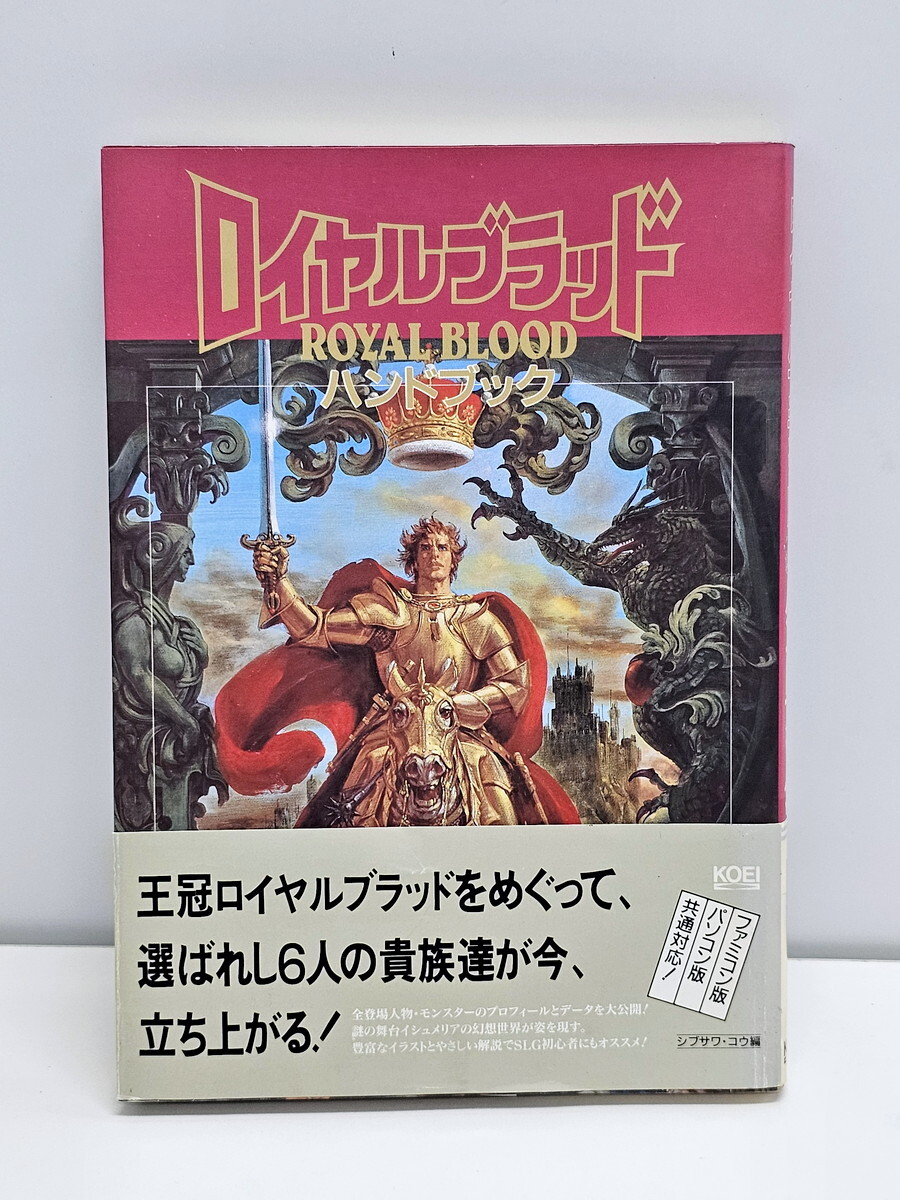 ロイヤルブラッド
ROYAL BLOOD
ハンドブック
王冠ロイヤルブラッドをめぐって、
選ばれし6人の貴族達が今、
立ち上がる!
全登場人物・モンスターのプロフィールとデータを大公開!
謎の舞台イシュメリアの幻想世界が姿を現す。
豊富なイラストとやさしい解説でSLG初心者にもオススメ!
KOEI
ファミコン版
パソコン版
共通対応!
シブサワ・コウ編